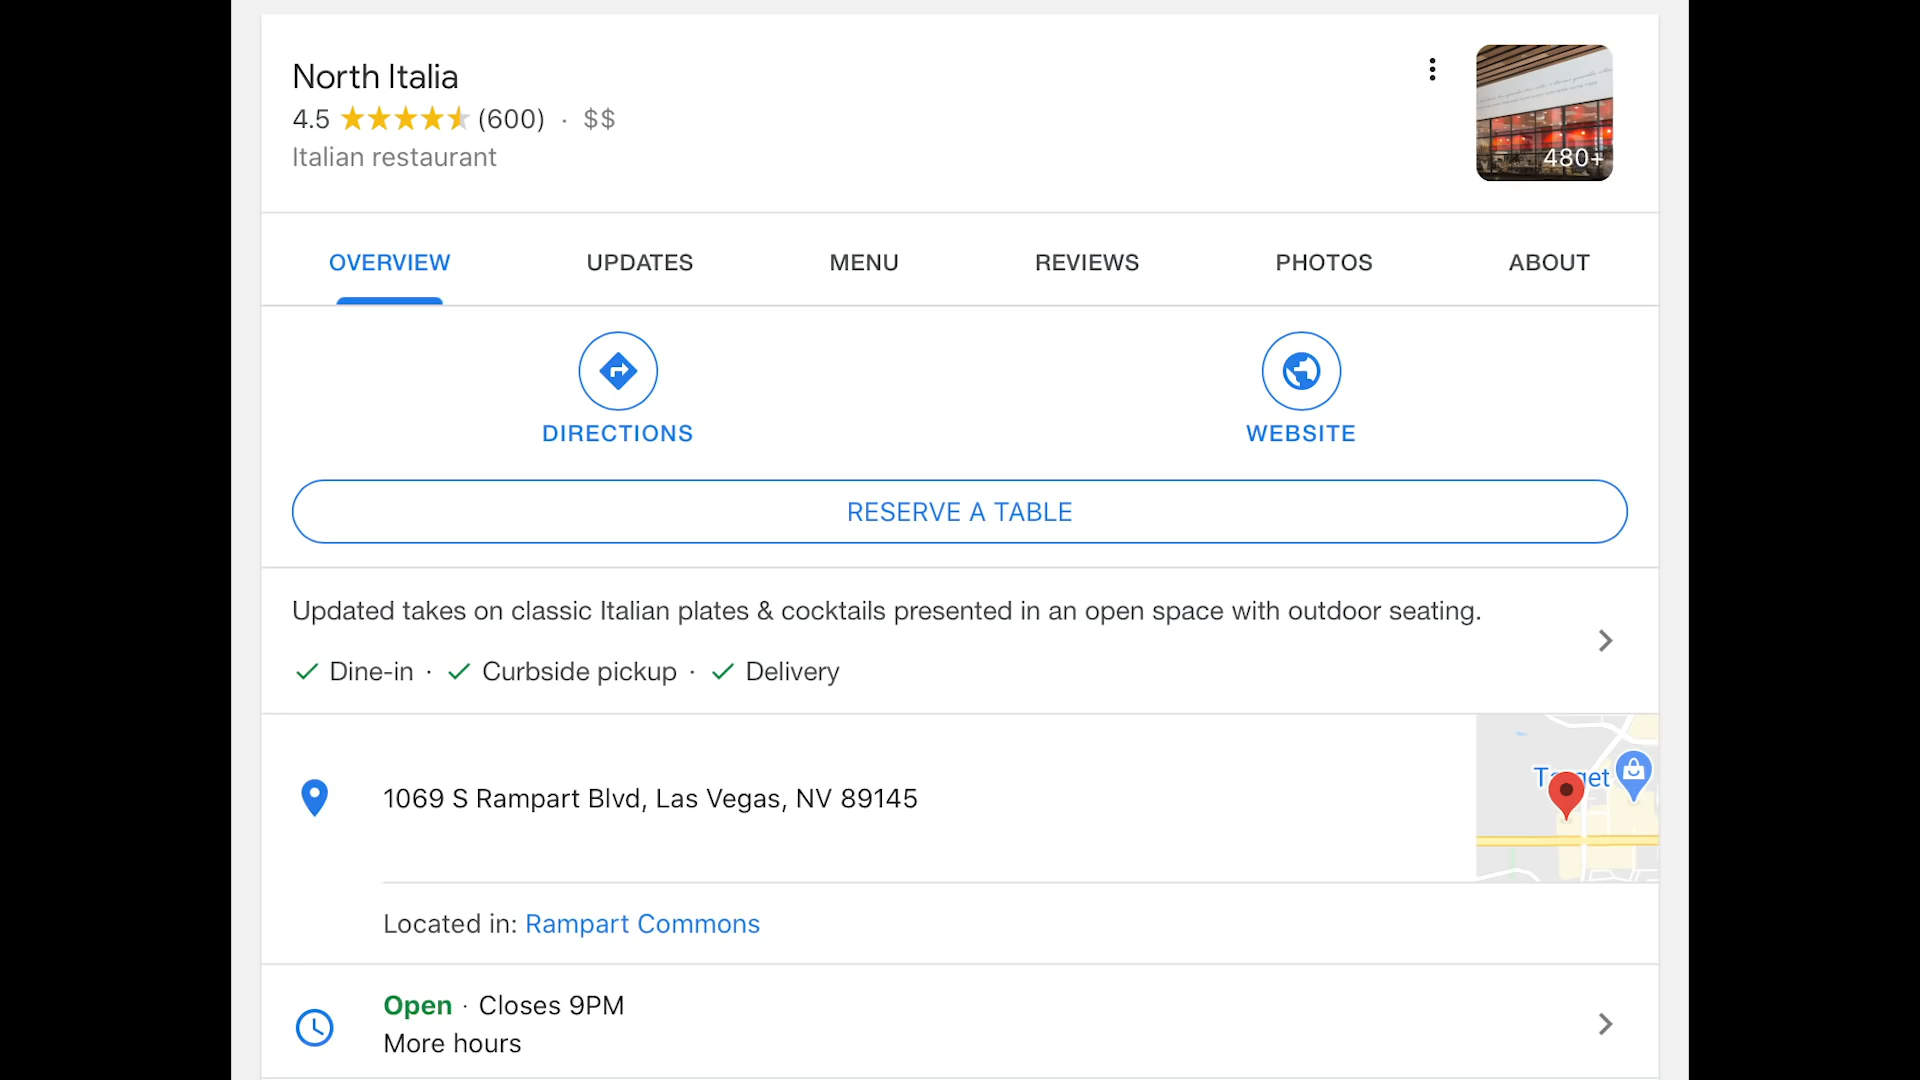 North Italia
4.5 (600) · $$
Italian restaurant
480+
OVERVIEW
UPDATES
MENU
REVIEWS
PHOTOS
ABOUT
DIRECTIONS
WEBSITE
RESERVE A TABLE
Updated takes on classic Italian plates & cocktails presented in an open space with outdoor seating.
Dine-in · Curbside pickup · Delivery
1069 S Rampart Blvd, Las Vegas, NV 89145
Target
Located in: Rampart Commons
Open · Closes 9PM
More hours